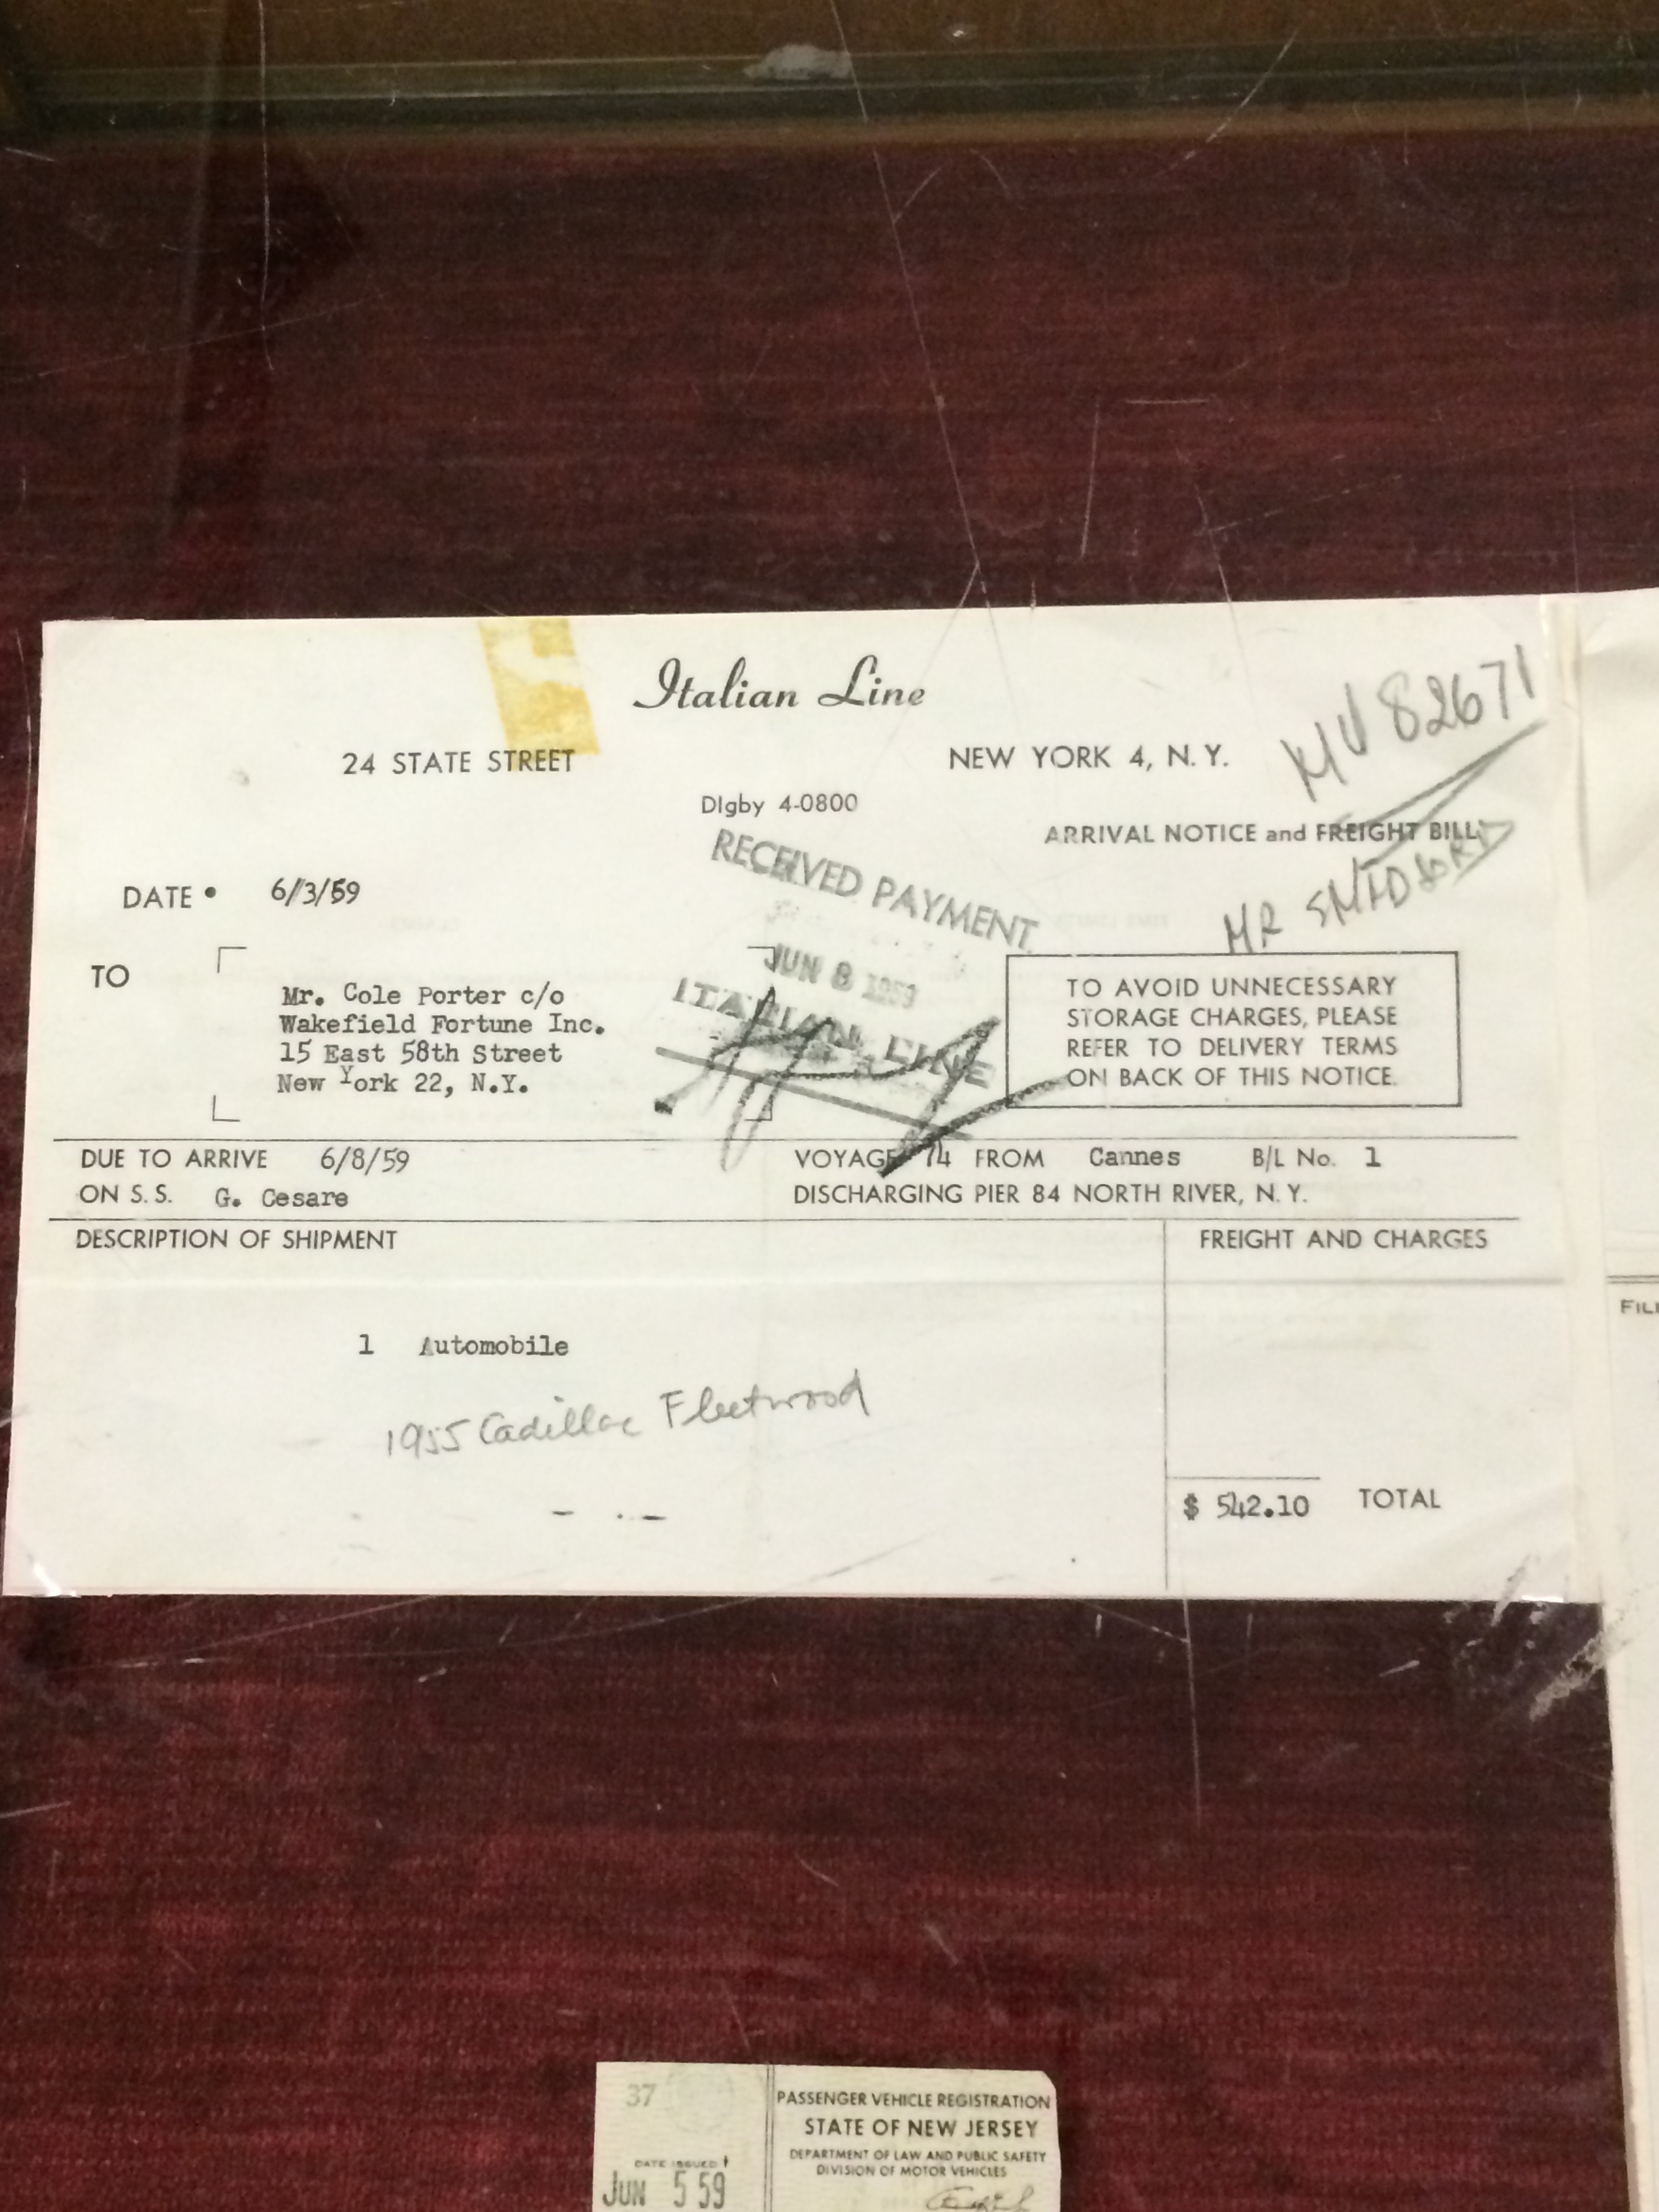 Italian Line
24 STATE STREET NEW YORK 4, N.Y.
MU 82671
DIgby 4-0800
ARRIVAL NOTICE and FREIGHT BILL
RECEIVED PAYMENT
JUN 8 1959
ITALIAN LINE
MR
DATE • 6/3/59
TO
Mr. Cole Porter c/o
Wakefield Fortune Inc.
15 East 58th Street
New York 22, N.Y.
TO AVOID UNNECESSARY
STORAGE CHARGES, PLEASE
REFER TO DELIVERY TERMS
ON BACK OF THIS NOTICE.
DUE TO ARRIVE 6/8/59 VOYAGE 74 FROM Cannes B/L No. 1
ON S.S. G. Cesare DISCHARGING PIER 84 NORTH RIVER, N.Y.
DESCRIPTION OF SHIPMENT FREIGHT AND CHARGES
1 Automobile
1955 Cadillac Fleetwood
$ 542.10 TOTAL
37
PASSENGER VEHICLE REGISTRATION
STATE OF NEW JERSEY
DEPARTMENT OF LAW AND PUBLIC SAFETY
DIVISION OF MOTOR VEHICLES
DATE ISSUED
JUN 5 59